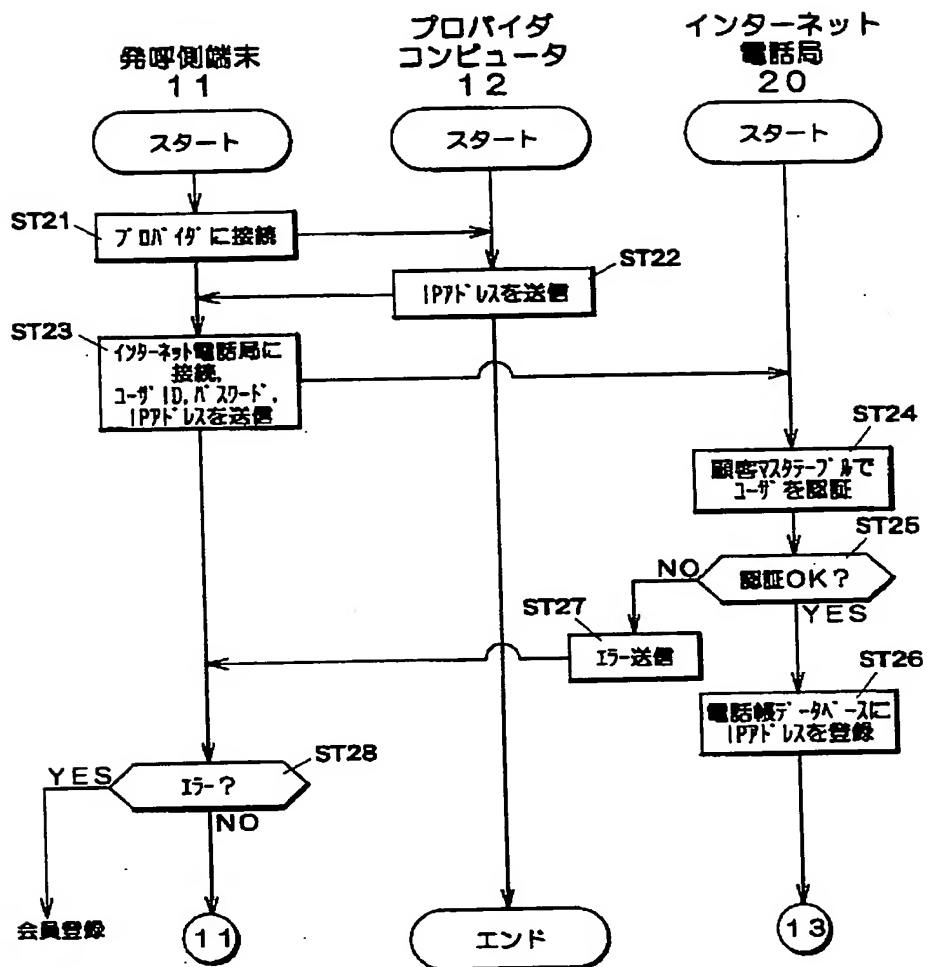 発呼側端末
11
プロバイダ
コンピュータ
12
インターネット
電話局
20
スタート
スタート
スタート
ST21
プロバイダに接続
ST22
IPアドレスを送信
ST23
インターネット電話局に
接続,
ユーザID,パスワード,
IPアドレスを送信
ST24
顧客マスタテーブルで
ユーザを認証
ST25
認証OK?
NO
YES
ST27
エラー送信
ST26
電話帳データベースに
IPアドレスを登録
ST28
エラー?
YES
NO
会員登録
11
エンド
13